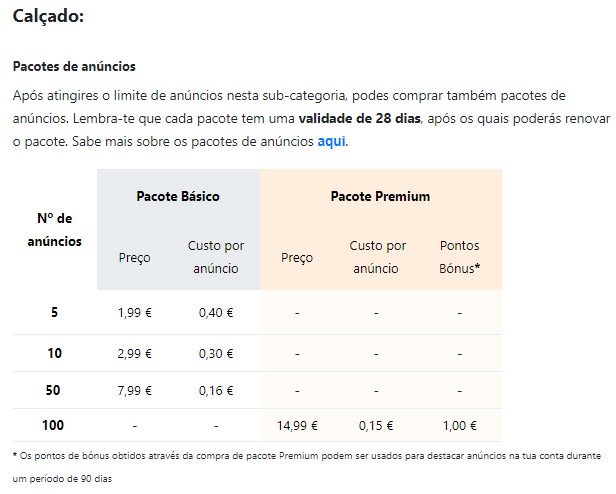 Calçado:
Pacotes de anúncios
Após atingires o limite de anúncios nesta sub-categoria, podes comprar também pacotes de
anúncios. Lembra-te que cada pacote tem uma validade de 28 dias, após os quais poderás renovar
o pacote. Sabe mais sobre os pacotes de anúncios aqui.
Nº de anúncios Pacote Básico Pacote Premium
Preço Custo por anúncio Preço Custo por anúncio Pontos Bónus*
5 1,99 € 0,40 € - - -
10 2,99 € 0,30 € - - -
50 7,99 € 0,16 € - - -
100 - - 14,99 € 0,15 € 1,00 €
* Os pontos de bónus obtidos através da compra de pacote Premium podem ser usados para destacar anúncios na tua conta durante
um período de 90 dias